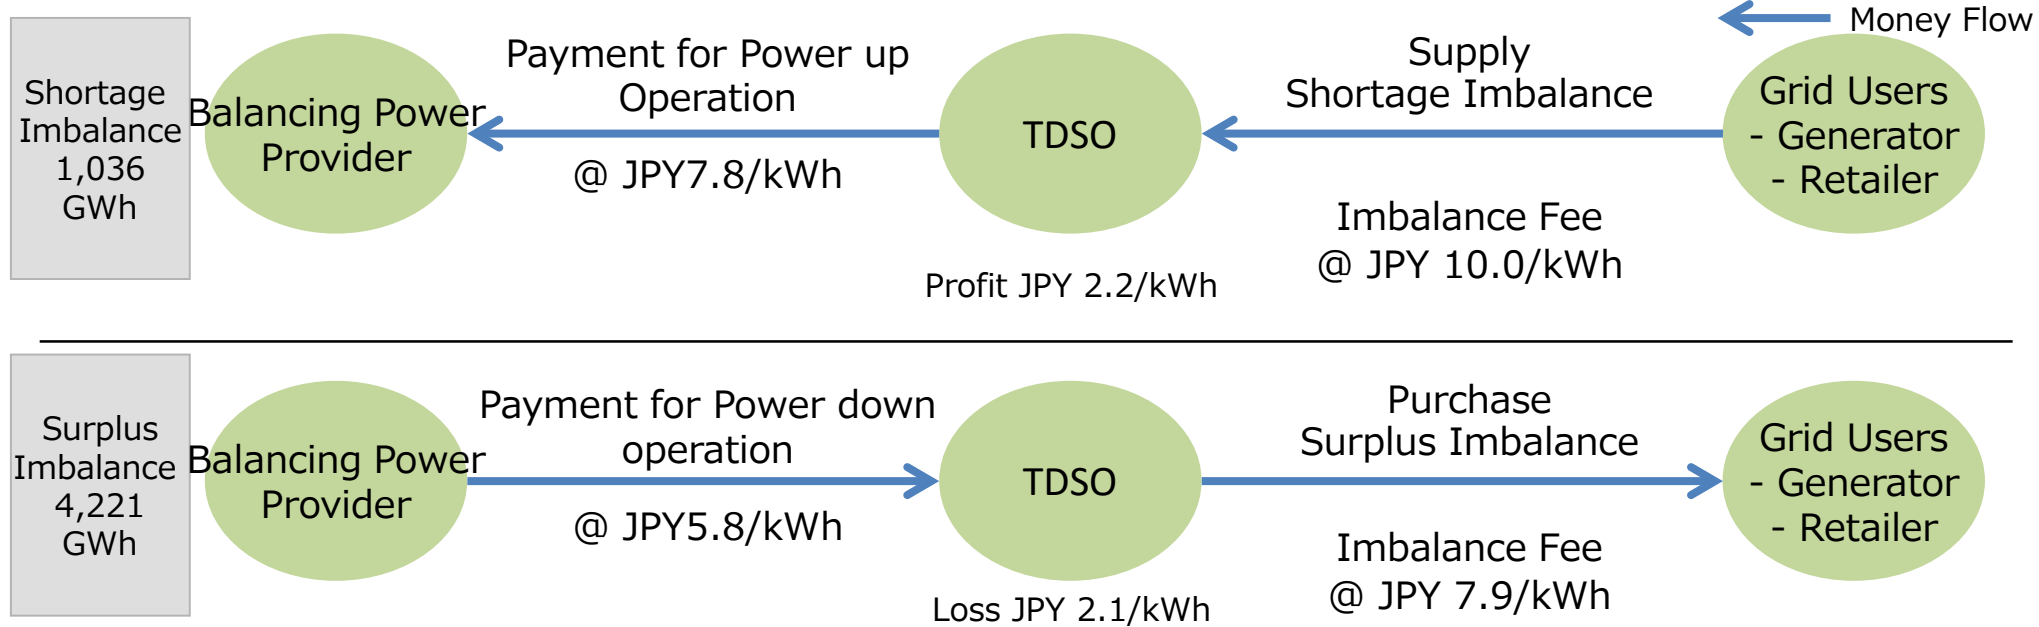 Money Flow
Shortage
Imbalance
1,036
GWh
Balancing Power
Provider
Payment for Power up
Operation
@ JPY7.8/kWh
TDSO
Profit JPY 2.2/kWh
Supply
Shortage Imbalance
Imbalance Fee
@ JPY 10.0/kWh
Grid Users
- Generator
- Retailer
Surplus
Imbalance
4,221
GWh
Balancing Power
Provider
Payment for Power down
operation
@ JPY5.8/kWh
TDSO
Loss JPY 2.1/kWh
Purchase
Surplus Imbalance
Imbalance Fee
@ JPY 7.9/kWh
Grid Users
- Generator
- Retailer